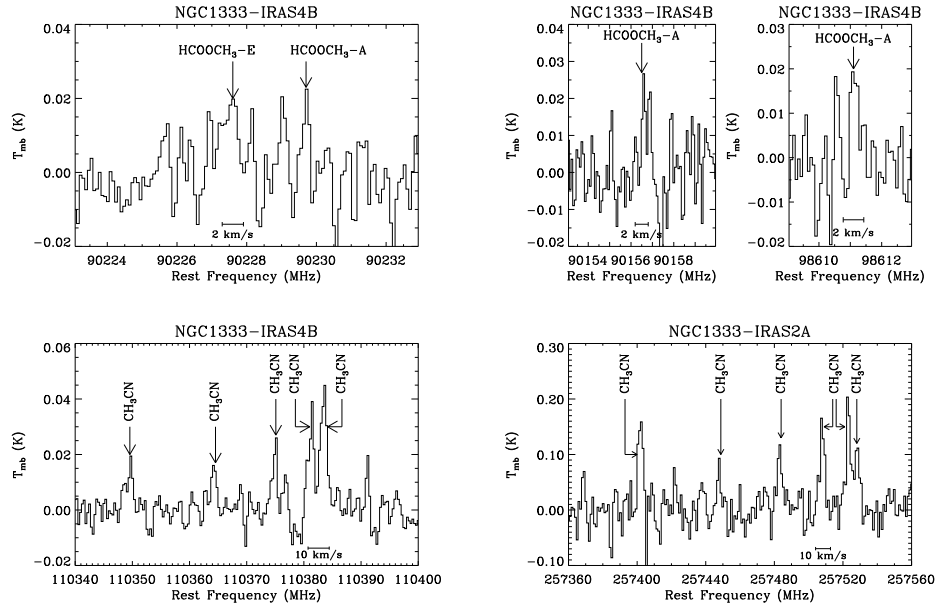 NGC1333−IRAS4B
0.04
0.02
0.00
−0.02
T_mb (K)
HCOOCH₃−E
HCOOCH₃−A
2 km/s
90224
90226
90228
90230
90232
Rest Frequency (MHz)
NGC1333−IRAS4B
0.04
0.03
0.02
0.01
0.00
−0.01
−0.02
T_mb (K)
HCOOCH₃−A
2 km/s
90154
90156
90158
Rest Frequency (MHz)
NGC1333−IRAS4B
0.03
0.02
0.01
0.00
−0.01
−0.02
T_mb (K)
HCOOCH₃−A
2 km/s
98610
98612
Rest Frequency (MHz)
NGC1333−IRAS4B
0.06
0.04
0.02
0.00
−0.02
T_mb (K)
CH₃CN
CH₃CN
CH₃CN
CH₃CN
CH₃CN
10 km/s
110340
110350
110360
110370
110380
110390
110400
Rest Frequency (MHz)
NGC1333−IRAS2A
0.30
0.20
0.10
0.00
−0.10
T_mb (K)
CH₃CN
CH₃CN
CH₃CN
CH₃CN
CH₃CN
10 km/s
257360
257400
257440
257480
257520
257560
Rest Frequency (MHz)